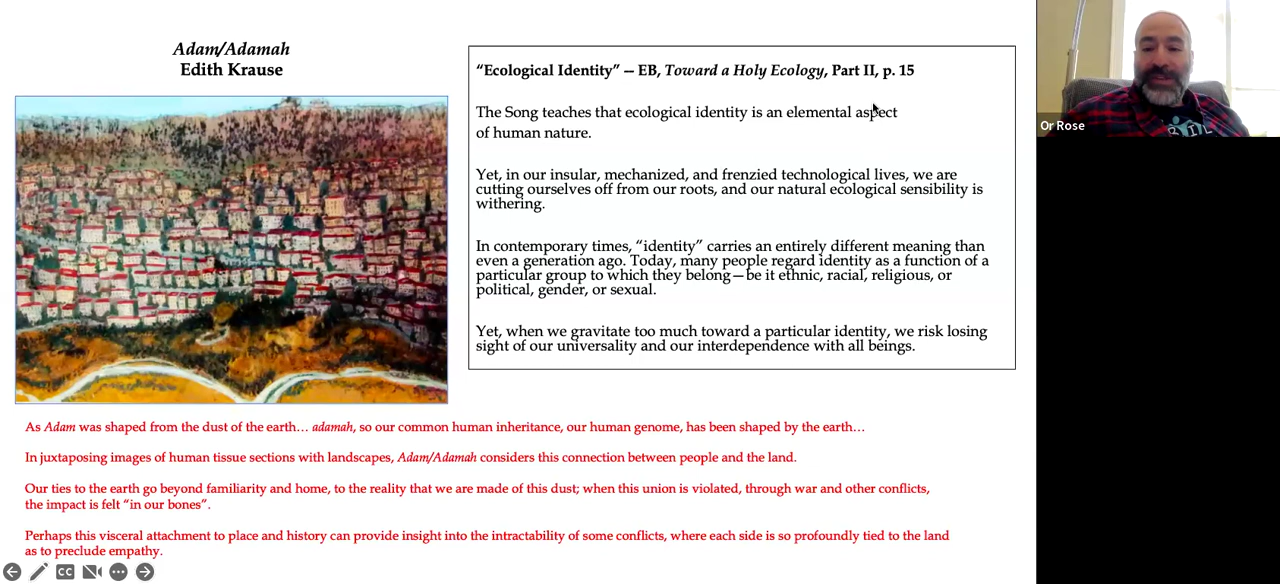 Adam/Adamah
Edith Krause
“Ecological Identity” – EB, Toward a Holy Ecology, Part II, p. 15
The Song teaches that ecological identity is an elemental aspect
of human nature.
Yet, in our insular, mechanized, and frenzied technological lives, we are
cutting ourselves off from our roots, and our natural ecological sensibility is
withering.
In contemporary times, “identity” carries an entirely different meaning than
even a generation ago. Today, many people regard identity as a function of a
particular group to which they belong—be it ethnic, racial, religious, or
political, gender, or sexual.
Yet, when we gravitate too much toward a particular identity, we risk losing
sight of our universality and our interdependence with all beings.
As Adam was shaped from the dust of the earth… adamah, so our common human inheritance, our human genome, has been shaped by the earth…
In juxtaposing images of human tissue sections with landscapes, Adam/Adamah considers this connection between people and the land.
Our ties to the earth go beyond familiarity and home, to the reality that we are made of this dust; when this union is violated, through war and other conflicts,
the impact is felt “in our bones”.
Perhaps this visceral attachment to place and history can provide insight into the intractability of some conflicts, where each side is so profoundly tied to the land
as to preclude empathy.
CC
Or Rose